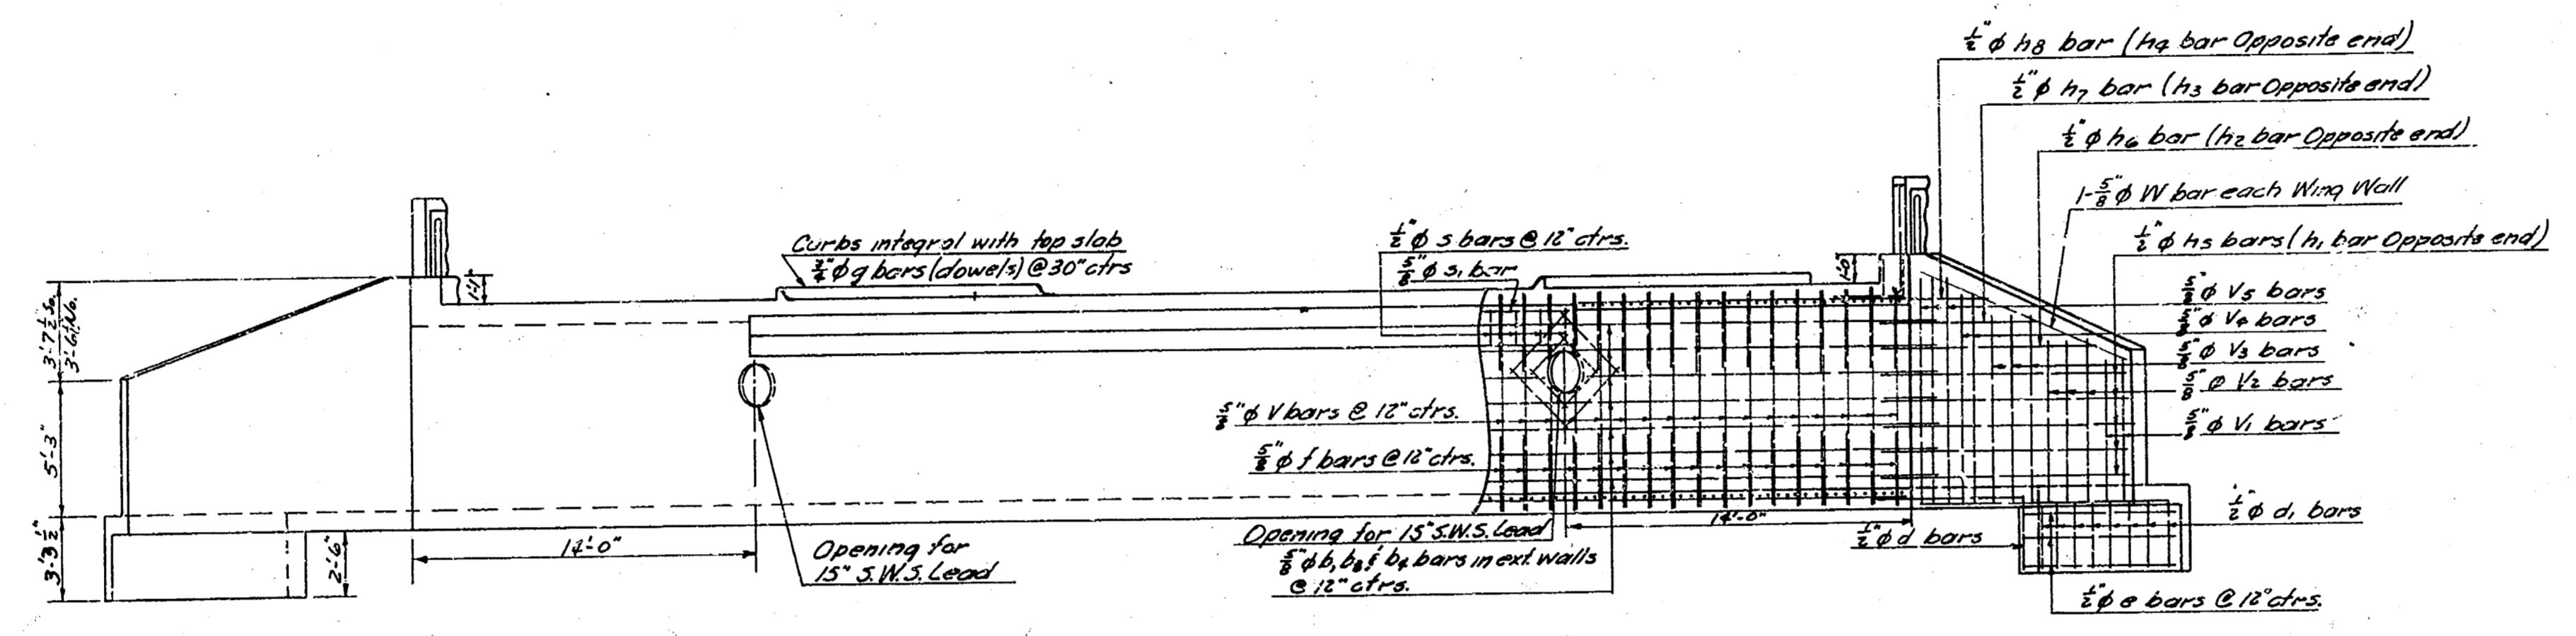 1/2" φ h8 bar (h4 bar Opposite end)
1/2" φ h7 bar (h3 bar Opposite end)
1/2" φ h6 bar (h2 bar Opposite end)
1-5/8" φ W bar each Wing Wall
1/2" φ h5 bars (h1 bar Opposite end)
Curbs integral with top slab
3/4" φ g bars (dowels) @ 30" ctrs
1/2" φ s bars @ 12" ctrs.
5/8" φ s1 bar
1'-0"
3'-7 1/2" So.
3'-6" No.
5/8" φ V5 bars
5/8" φ V4 bars
5/8" φ V3 bars
5/8" φ V2 bars
5/8" φ V1 bars
5'-3"
5/8" φ V bars @ 12" ctrs.
5/8" φ f bars @ 12" ctrs.
3'-3 1/2"
2'-6"
14'-0"
Opening for
15" S.W.S. Lead
Opening for 15" S.W.S. Lead
5/8" φ b, b3 & b4 bars in ext. walls
@ 12" ctrs.
14'-0"
1/2" φ d bars
1/2" φ d1 bars
1/2" φ e bars @ 12" ctrs.